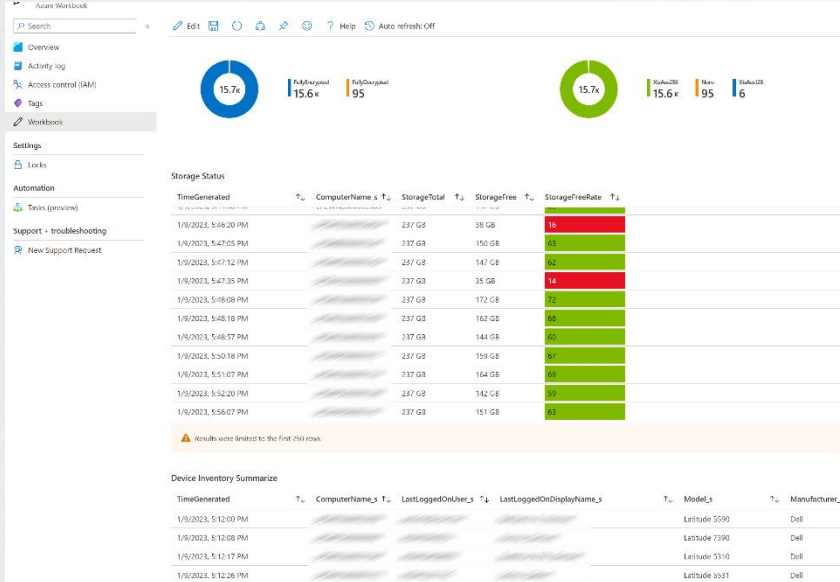 Azure Workbook
Search
«
Edit Help Auto refresh: Off
Overview
Activity log
Access control (IAM)
Tags
Workbook
Settings
Locks
Automation
Tasks (preview)
Support + troubleshooting
New Support Request
15.7K
FullyEncrypted
15.6 K
FullyDecrypted
95
15.7K
XtsAes256
15.6 K
None
95
XtsAes128
6
Storage Status
TimeGenerated ComputerName_s StorageTotal StorageFree StorageFreeRate
1/9/2023, 5:46:20 PM 237 GB 38 GB 16
1/9/2023, 5:47:05 PM 237 GB 150 GB 63
1/9/2023, 5:47:12 PM 237 GB 147 GB 62
1/9/2023, 5:47:35 PM 237 GB 35 GB 14
1/9/2023, 5:48:08 PM 237 GB 172 GB 72
1/9/2023, 5:48:18 PM 237 GB 162 GB 68
1/9/2023, 5:48:57 PM 237 GB 144 GB 60
1/9/2023, 5:50:18 PM 237 GB 159 GB 67
1/9/2023, 5:51:07 PM 237 GB 164 GB 69
1/9/2023, 5:52:20 PM 237 GB 142 GB 59
1/9/2023, 5:56:07 PM 237 GB 151 GB 63
Results were limited to the first 250 rows.
Device Inventory Summarize
TimeGenerated ComputerName_s LastLoggedOnUser_s LastLoggedOnDisplayName_s Model_s Manufacturer_
1/9/2023, 5:12:00 PM Latitude 5590 Dell
1/9/2023, 5:12:08 PM Latitude 7390 Dell
1/9/2023, 5:12:17 PM Latitude 5310 Dell
1/9/2023, 5:12:26 PM Latitude 5531 Dell